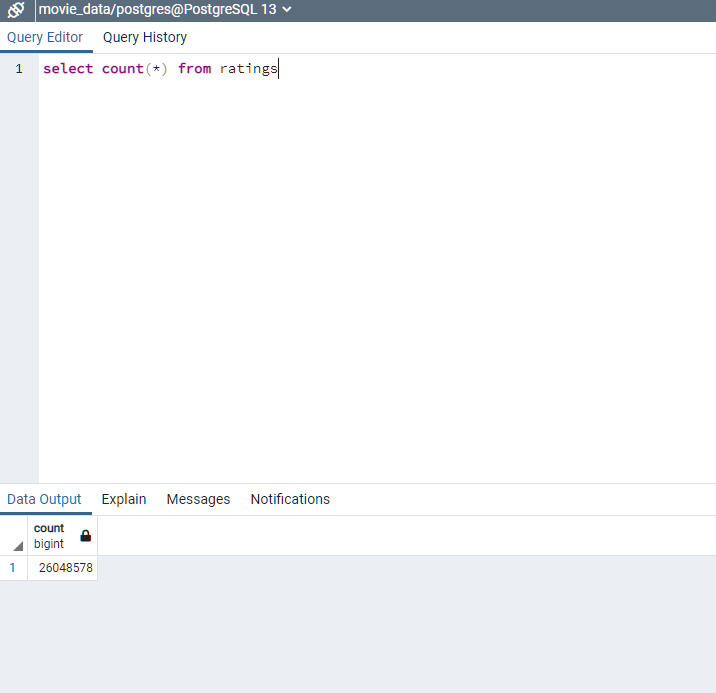 movie_data/postgres@PostgreSQL 13
Query Editor Query History
1 select count(*) from ratings
Data Output Explain Messages Notifications
count
bigint
1 26048578